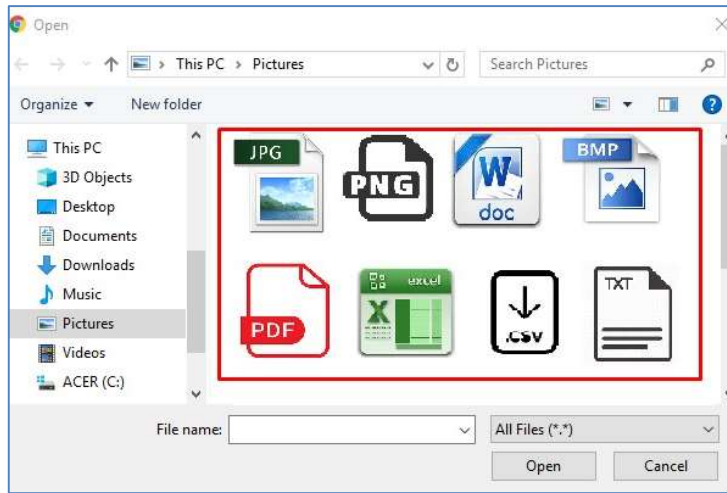 Open
This PC > Pictures
Search Pictures
Organize
New folder
This PC
3D Objects
Desktop
Documents
Downloads
Music
Pictures
Videos
ACER (C:)
JPG
PNG
W
doc
BMP
PDF
excel
X
.csv
TXT
File name:
All Files (*.*)
Open
Cancel